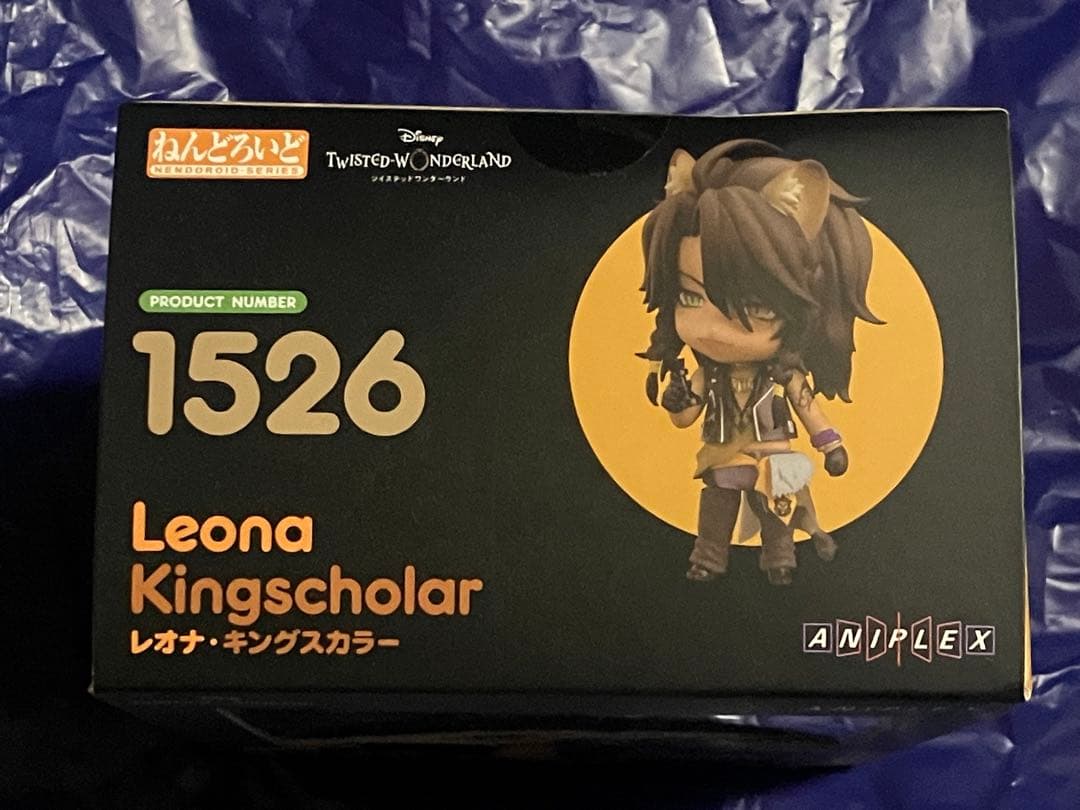 ねんどろいど
NENDOROID SERIES
Disney
TWISTED-WONDERLAND
ツイステッドワンダーランド
PRODUCT NUMBER
1526
Leona
Kingscholar
レオナ・キングスカラー
ANIPLEX